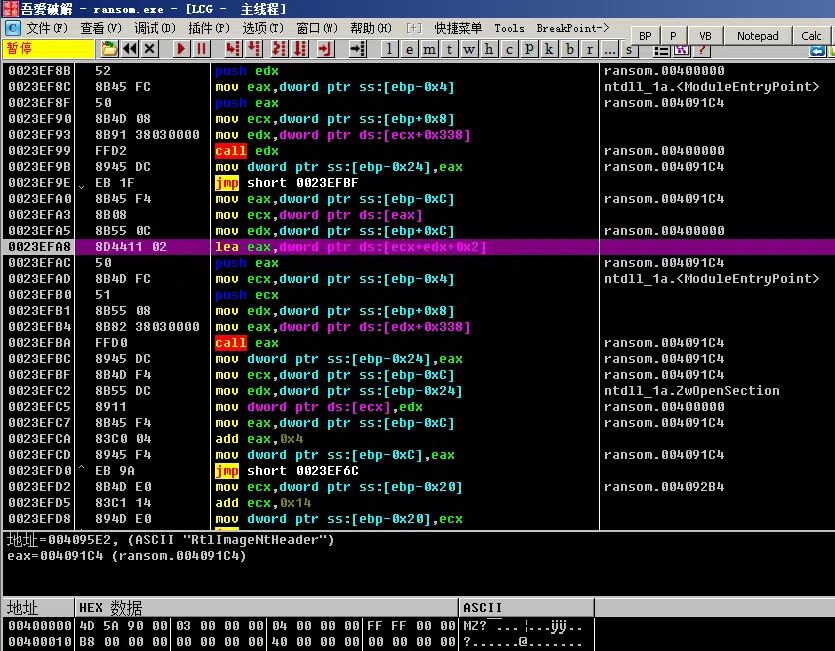 吾愛破解 - ransom.exe - [LCG - 主线程]
文件(F) 查看(V) 调试(D) 插件(P) 选项(T) 窗口(W) 帮助(H) [+] 快捷菜单 Tools BreakPoint->
BP P VB Notepad Calc
暂停 l e m t w h c p k b r ... s
0023EF8B 52 push edx ransom.00400000
0023EF8C 8B45 FC mov eax,dword ptr ss:[ebp-0x4] ntdll_1a.<ModuleEntryPoint>
0023EF8F 50 push eax ransom.004091C4
0023EF90 8B4D 08 mov ecx,dword ptr ss:[ebp+0x8]
0023EF93 8B91 38030000 mov edx,dword ptr ds:[ecx+0x338]
0023EF99 FFD2 call edx ransom.00400000
0023EF9B 8945 DC mov dword ptr ss:[ebp-0x24],eax ransom.004091C4
0023EF9E EB 1F jmp short 0023EFBF
0023EFA0 8B45 F4 mov eax,dword ptr ss:[ebp-0xC] ransom.004091C4
0023EFA3 8B08 mov ecx,dword ptr ds:[eax]
0023EFA5 8B55 0C mov edx,dword ptr ss:[ebp+0xC] ransom.00400000
0023EFA8 8D4411 02 lea eax,dword ptr ds:[ecx+edx+0x2]
0023EFAC 50 push eax ransom.004091C4
0023EFAD 8B4D FC mov ecx,dword ptr ss:[ebp-0x4] ntdll_1a.<ModuleEntryPoint>
0023EFB0 51 push ecx
0023EFB1 8B55 08 mov edx,dword ptr ss:[ebp+0x8]
0023EFB4 8B82 38030000 mov eax,dword ptr ds:[edx+0x338] ransom.004091C4
0023EFBA FFD0 call eax ransom.004091C4
0023EFBC 8945 DC mov dword ptr ss:[ebp-0x24],eax ransom.004091C4
0023EFBF 8B4D F4 mov ecx,dword ptr ss:[ebp-0xC] ransom.004091C4
0023EFC2 8B55 DC mov edx,dword ptr ss:[ebp-0x24] ntdll_1a.ZwOpenSection
0023EFC5 8911 mov dword ptr ds:[ecx],edx ransom.00400000
0023EFC7 8B45 F4 mov eax,dword ptr ss:[ebp-0xC] ransom.004091C4
0023EFCA 83C0 04 add eax,0x4
0023EFCD 8945 F4 mov dword ptr ss:[ebp-0xC],eax ransom.004091C4
0023EFD0 ^ EB 9A jmp short 0023EF6C
0023EFD2 8B4D E0 mov ecx,dword ptr ss:[ebp-0x20] ransom.004092B4
0023EFD5 83C1 14 add ecx,0x14
0023EFD8 894D E0 mov dword ptr ss:[ebp-0x20],ecx
地址=004095E2, (ASCII "RtlImageNtHeader")
eax=004091C4 (ransom.004091C4)
地址 HEX 数据 ASCII
00400000 4D 5A 90 00 03 00 00 00 04 00 00 00 FF FF 00 00 MZ?
00400010 B8 00 00 00 00 00 00 00 40 00 00 00 00 00 00 00 ?.......@.......